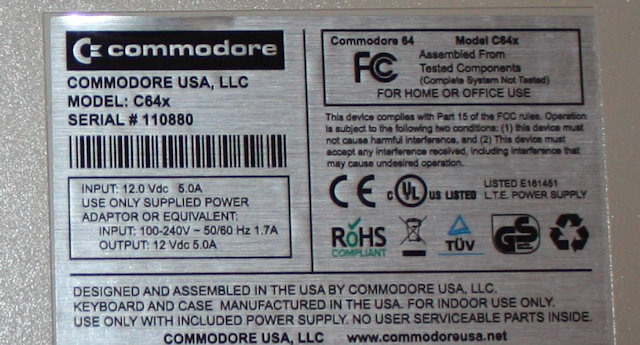 commodore
COMMODORE USA, LLC
MODEL: C64x
SERIAL # 110880
INPUT: 12.0 Vdc 5.0A
USE ONLY SUPPLIED POWER
ADAPTOR OR EQUIVALENT:
INPUT: 100-240V ~ 50/60 Hz 1.7A
OUTPUT: 12 Vdc 5.0A
Commodore 64 Model C64x
FC
Assembled From
Tested Components
(Complete System Not Tested)
FOR HOME OR OFFICE USE
This device complies with Part 15 of the FCC rules. Operation
is subject to the following two conditions: (1) this device must
not cause harmful interference, and (2) This device must
accept any interference received, including interference that
may cause undesired operation.
CE c UL US LISTED
LISTED E161451
L.T.E. POWER SUPPLY
RoHS
COMPLIANT
TÜV
GS
DESIGNED AND ASSEMBLED IN THE USA BY COMMODORE USA, LLC.
KEYBOARD AND CASE MANUFACTURED IN THE USA. FOR INDOOR USE ONLY.
USE ONLY WITH INCLUDED POWER SUPPLY. NO USER SERVICEABLE PARTS INSIDE.
COMMODORE USA, LLC www.commodoreusa.net